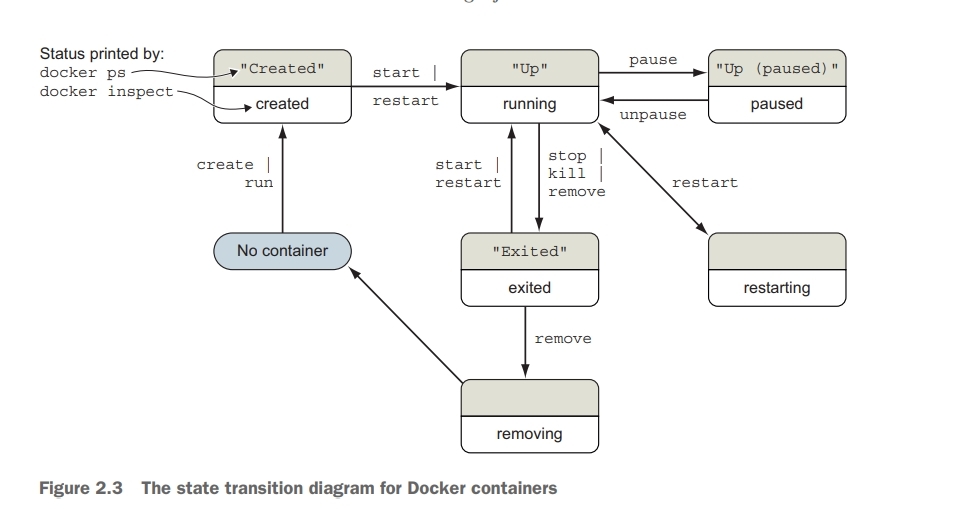 Status printed by:
docker ps
docker inspect
"Created"
created
start |
restart
"Up"
running
pause
unpause
"Up (paused)"
paused
create |
run
start |
restart
stop |
kill |
remove
restart
No container
"Exited"
exited
restarting
remove
removing
Figure 2.3 The state transition diagram for Docker containers